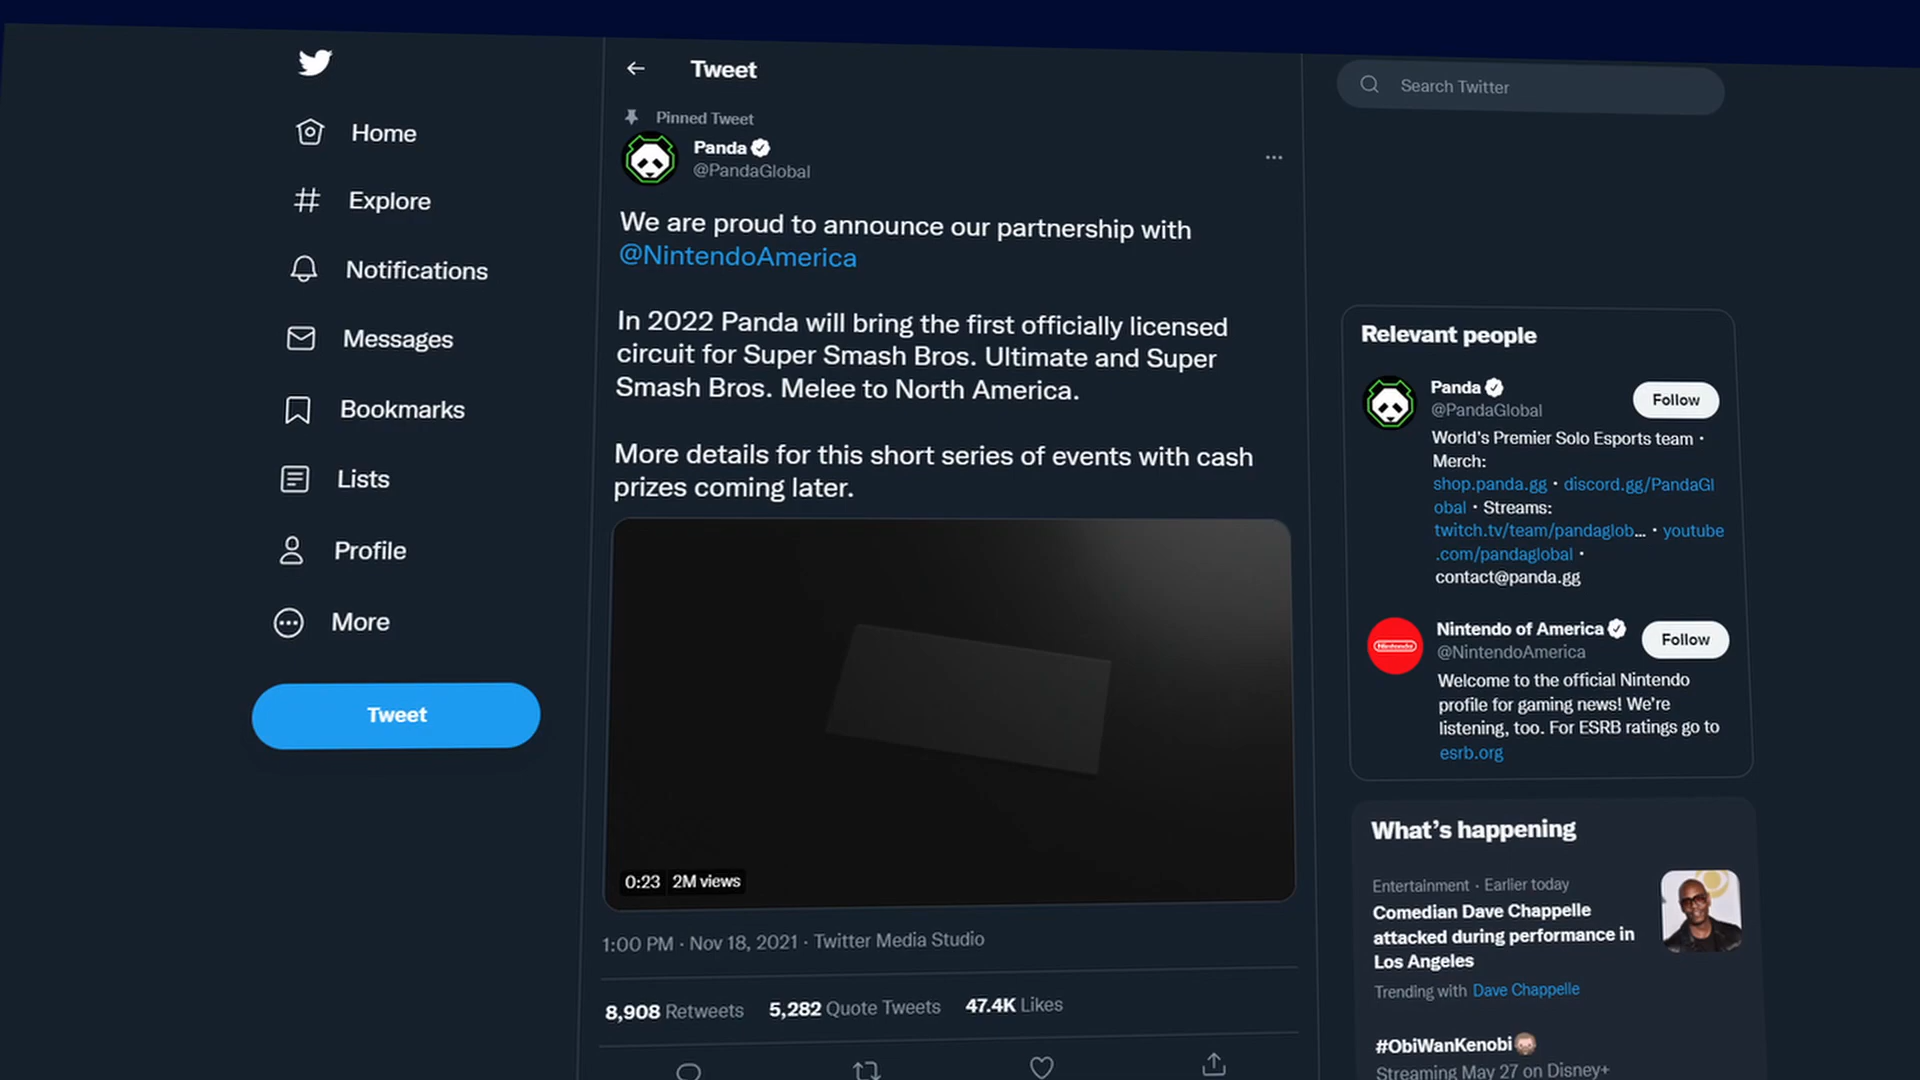 Home
Explore
Notifications
Messages
Bookmarks
Lists
Profile
More
Tweet
Tweet
Pinned Tweet
Panda
@PandaGlobal
We are proud to announce our partnership with
@NintendoAmerica
In 2022 Panda will bring the first officially licensed
circuit for Super Smash Bros. Ultimate and Super
Smash Bros. Melee to North America.
More details for this short series of events with cash
prizes coming later.
0:23 2M views
1:00 PM · Nov 18, 2021 · Twitter Media Studio
8,908 Retweets 5,282 Quote Tweets 47.4K Likes
Search Twitter
Relevant people
Panda
@PandaGlobal
Follow
World's Premier Solo Esports team •
Merch:
shop.panda.gg • discord.gg/PandaGl
obal • Streams:
twitch.tv/team/pandaglob... • youtube
.com/pandaglobal •
contact@panda.gg
Nintendo
Nintendo of America
@NintendoAmerica
Follow
Welcome to the official Nintendo
profile for gaming news! We're
listening, too. For ESRB ratings go to
esrb.org
What's happening
Entertainment · Earlier today
Comedian Dave Chappelle
attacked during performance in
Los Angeles
Trending with Dave Chappelle
#ObiWanKenobi
Streaming May 27 on Disney+